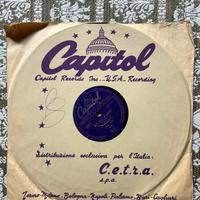 Capitol
Capitol Records Inc. - U.S.A. - Recording
Distribuzione esclusiva per l'Italia:
C.e.t.r.a.
s.p.a.
Torino - Milano - Bologna - Napoli - Palermo - Bari - Cagliari